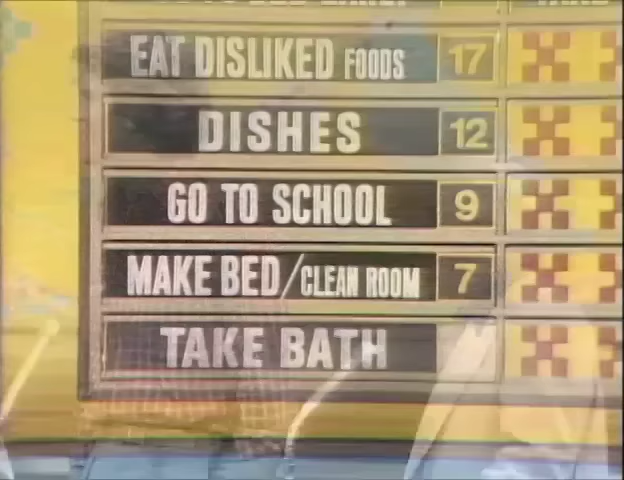 EAT DISLIKED FOODS 17
DISHES 12
GO TO SCHOOL 9
MAKE BED/CLEAN ROOM 7
TAKE BATH